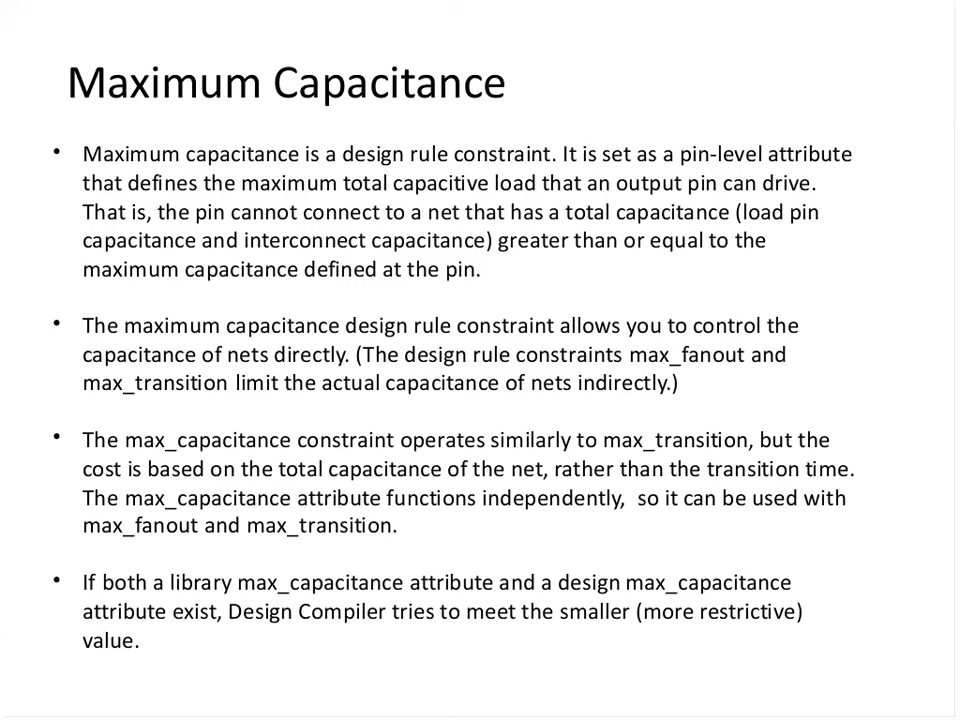 Maximum Capacitance
• Maximum capacitance is a design rule constraint. It is set as a pin-level attribute
that defines the maximum total capacitive load that an output pin can drive.
That is, the pin cannot connect to a net that has a total capacitance (load pin
capacitance and interconnect capacitance) greater than or equal to the
maximum capacitance defined at the pin.
• The maximum capacitance design rule constraint allows you to control the
capacitance of nets directly. (The design rule constraints max_fanout and
max_transition limit the actual capacitance of nets indirectly.)
• The max_capacitance constraint operates similarly to max_transition, but the
cost is based on the total capacitance of the net, rather than the transition time.
The max_capacitance attribute functions independently,  so it can be used with
max_fanout and max_transition.
• If both a library max_capacitance attribute and a design max_capacitance
attribute exist, Design Compiler tries to meet the smaller (more restrictive)
value.